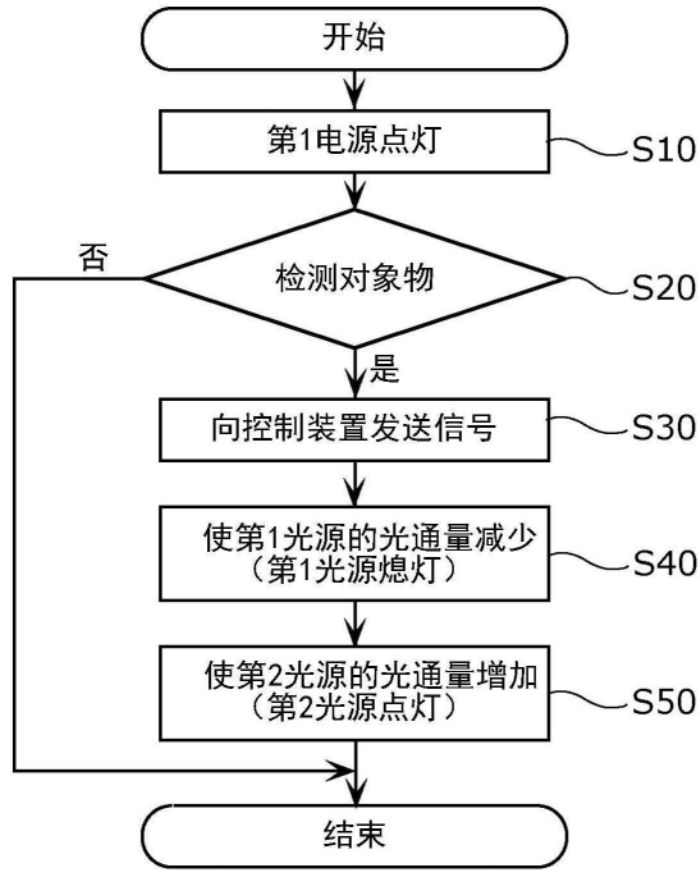 开始
第1电源点灯
S10
否
检测对象物
S20
是
向控制装置发送信号
S30
使第1光源的光通量减少
（第1光源熄灯）
S40
使第2光源的光通量增加
（第2光源点灯）
S50
结束